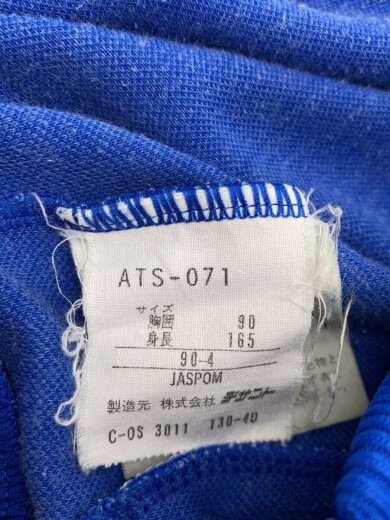 ATS-071
サイズ
胸囲 90
身長 165
90-4
JASPOM
製造元 株式会社 デサント
C-OS 3011 130-40